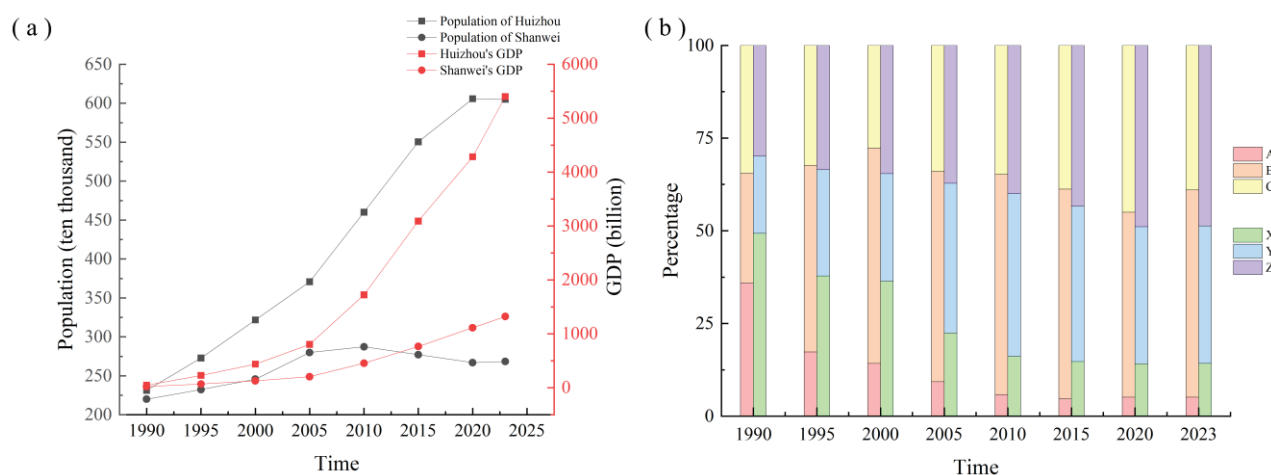 ( a )
Population of Huizhou
Population of Shanwei
Huizhou's GDP
Shanwei's GDP
650
600
550
500
450
400
350
300
250
200
Population (ten thousand)
6000
5000
4000
3000
2000
1000
0
GDP (billion)
1990 1995 2000 2005 2010 2015 2020 2025
Time
( b )
100
75
50
25
0
Percentage
1990 1995 2000 2005 2010 2015 2020 2023
Time
A
X
Y
Z